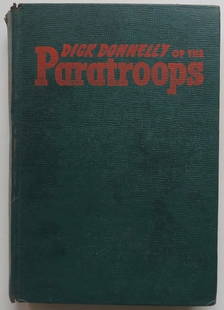 DICK DONNELLY OF THE
Paratroops